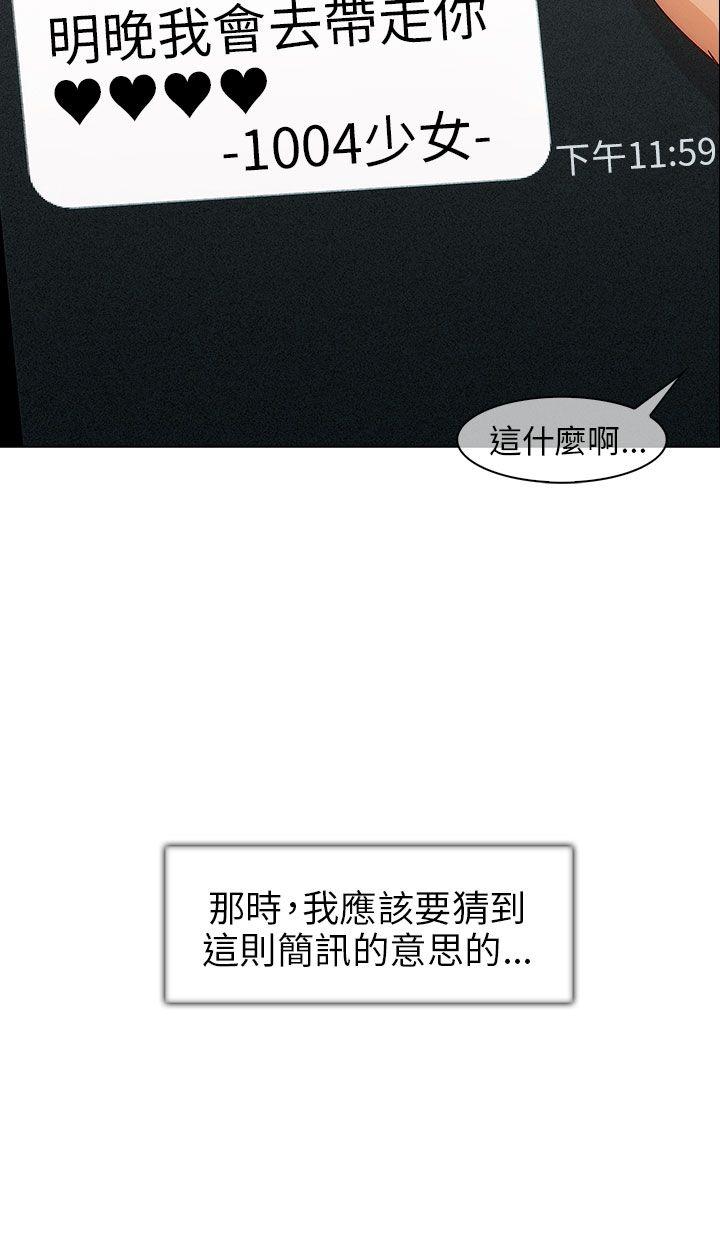 明晚我會去帶走你
♥♥♥♥
-1004少女-
下午11:59
這什麼啊...
那時，我應該要猜到
這則簡訊的意思的...